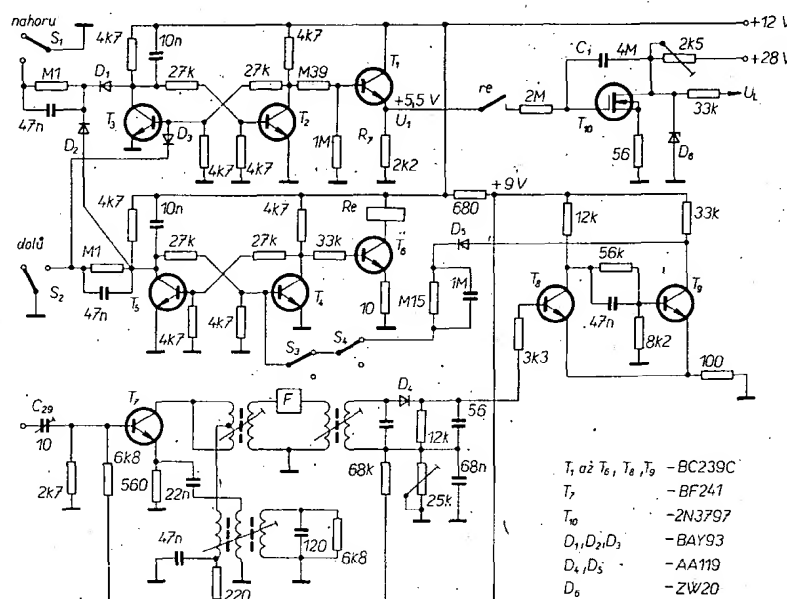 nahoru
S₁
4k7
10n
4k7
T₁
+12 V
M1
D₁
27k
27k
M39
+5,5 V
re
2M
C₁
4M
2k5
+28 V
47n
D₂
T₃
D₃
T₂
1M
U₁
R₇
2k2
T₁₀
33k
U_L
56
D₆
4k7
4k7
dolů
S₂
4k7
10n
4k7
Re
680
+9 V
12k
33k
M1
27k
27k
33k
T₆
D₅
56k
47n
T₅
T₄
10
M15
1M
T₈
T₉
47n
8k2
4k7
4k7
S₃
S₄
3k3
100
C₂₉
10
T₇
F
D₄
56
12k
6k8
2k7
560
22n
68k
25k
68n
47n
120
6k8
220
T₁ až T₆, T₈, T₉ - BC239C
T₇ - BF241
T₁₀ - 2N3797
D₁, D₂, D₃ - BAY93
D₄, D₅ - AA119
D₆ - ZW20